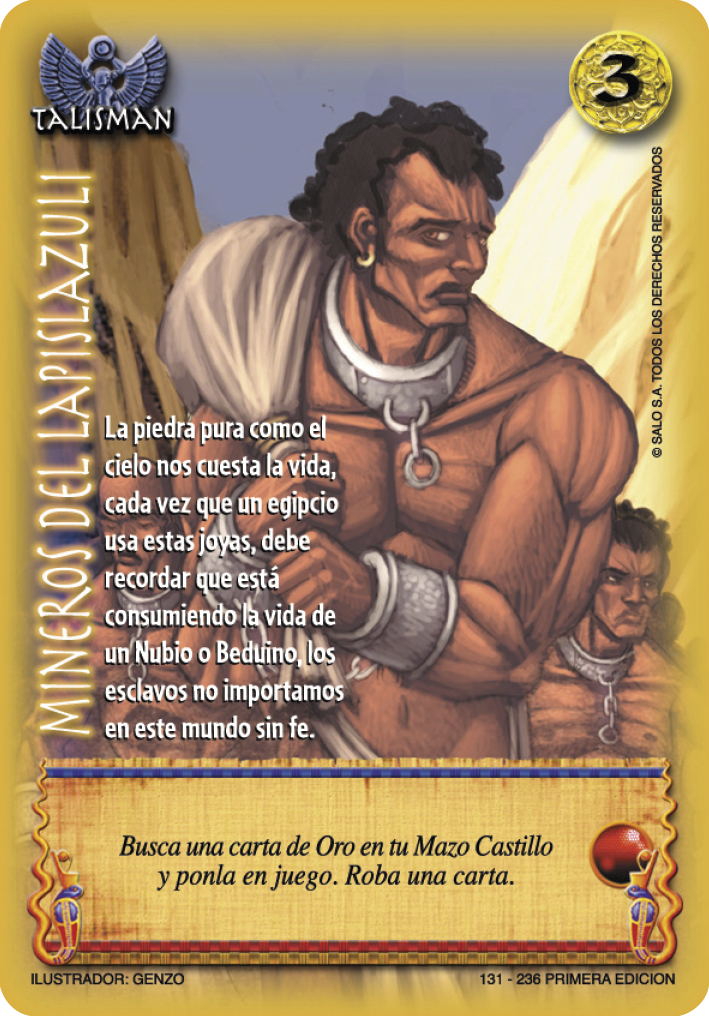 TALISMAN
3
MINEROS DEL LAPISLAZULI
© SALO S.A. TODOS LOS DERECHOS RESERVADOS
La piedra pura como el
cielo nos cuesta la vida,
cada vez que un egipcio
usa estas joyas, debe
recordar que está
consumiendo la vida de
un Nubio o Beduino, los
esclavos no importamos
en este mundo sin fe.
Busca una carta de Oro en tu Mazo Castillo
y ponla en juego. Roba una carta.
ILUSTRADOR: GENZO
131 - 236 PRIMERA EDICION